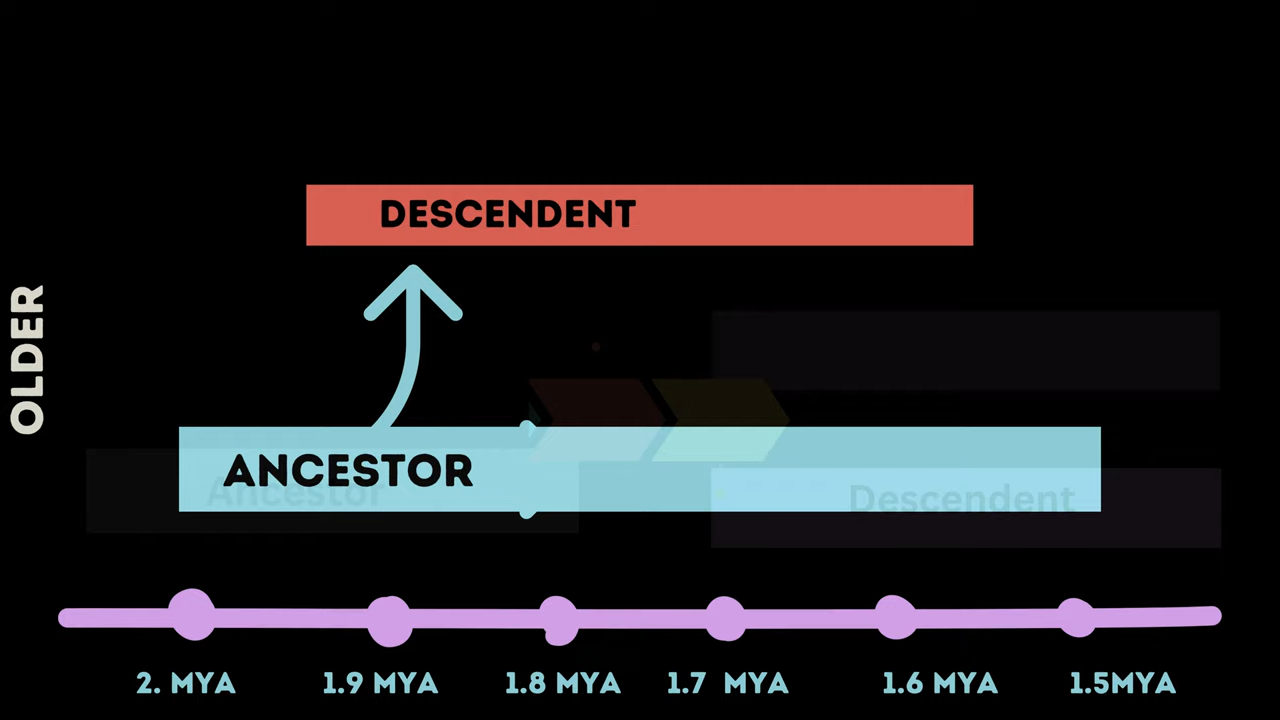 DESCENDENT
OLDER
ANCESTOR
Ancestor
Descendent
2. MYA
1.9 MYA
1.8 MYA
1.7 MYA
1.6 MYA
1.5MYA